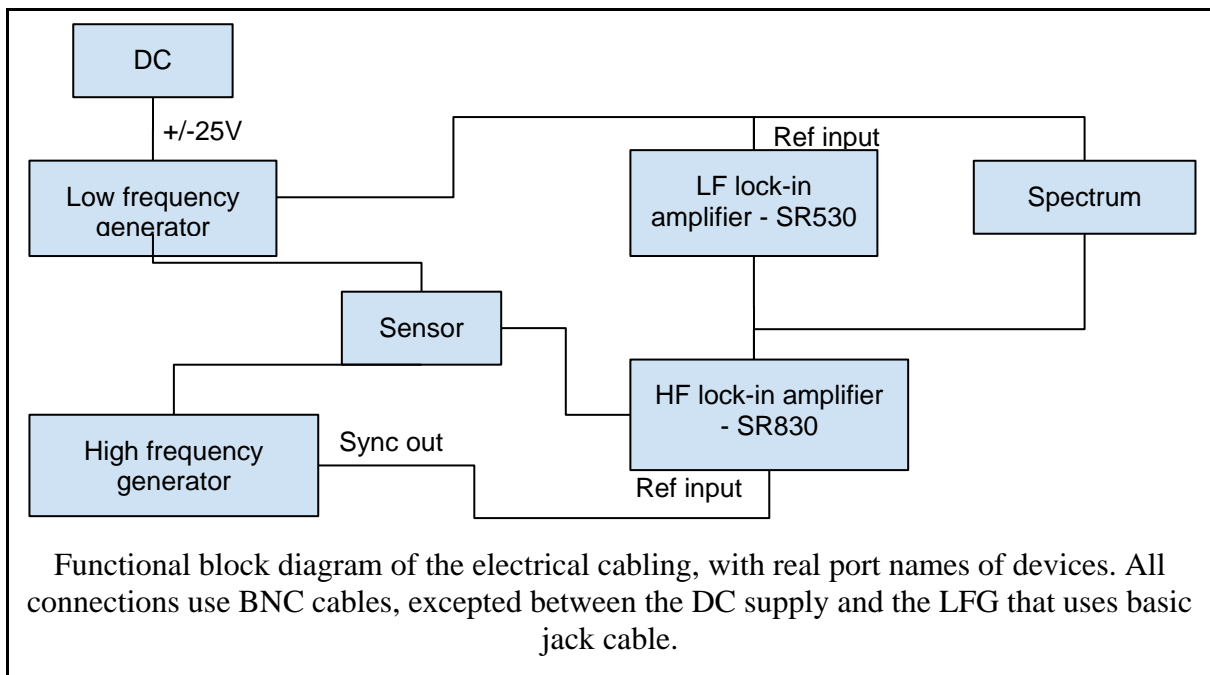 DC
+/-25V
Ref input
Low frequency
generator
LF lock-in
amplifier - SR530
Spectrum
Sensor
HF lock-in amplifier
- SR830
High frequency
generator
Sync out
Ref input
Functional block diagram of the electrical cabling, with real port names of devices. All
connections use BNC cables, excepted between the DC supply and the LFG that uses basic
jack cable.